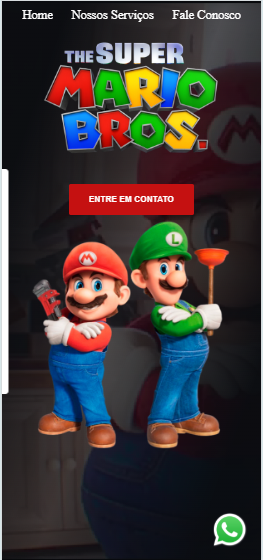 Home Nossos Serviços Fale Conosco
THE SUPER
MARIO
BROS.
ENTRE EM CONTATO
M
L
M